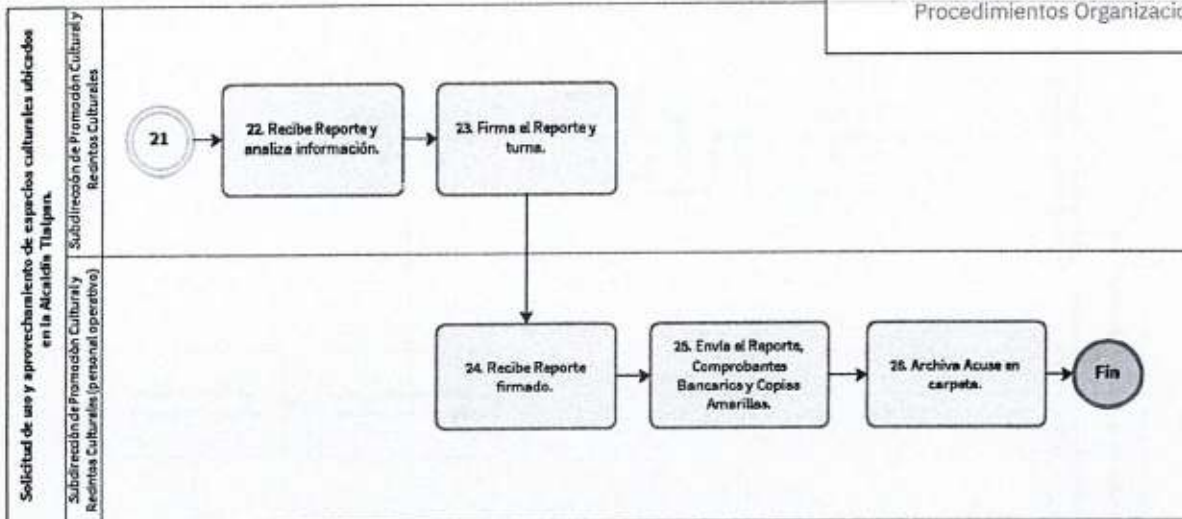 Procedimientos Organizacio
Solicitud de uso y aprovechamiento de espacios culturales ubicados
en la Alcaldía Tlalpan.
Subdirección de Promoción Cultural y
Recintos Culturales
21
22. Recibe Reporte y
analiza información.
23. Firma el Reporte y
turna.
Subdirección de Promoción Cultural y
Recintos Culturales (personal operativo)
24. Recibe Reporte
firmado.
25. Envía el Reporte,
Comprobantes
Bancarios y Copias
Amarillas.
26. Archiva Acuse en
carpeta.
Fin